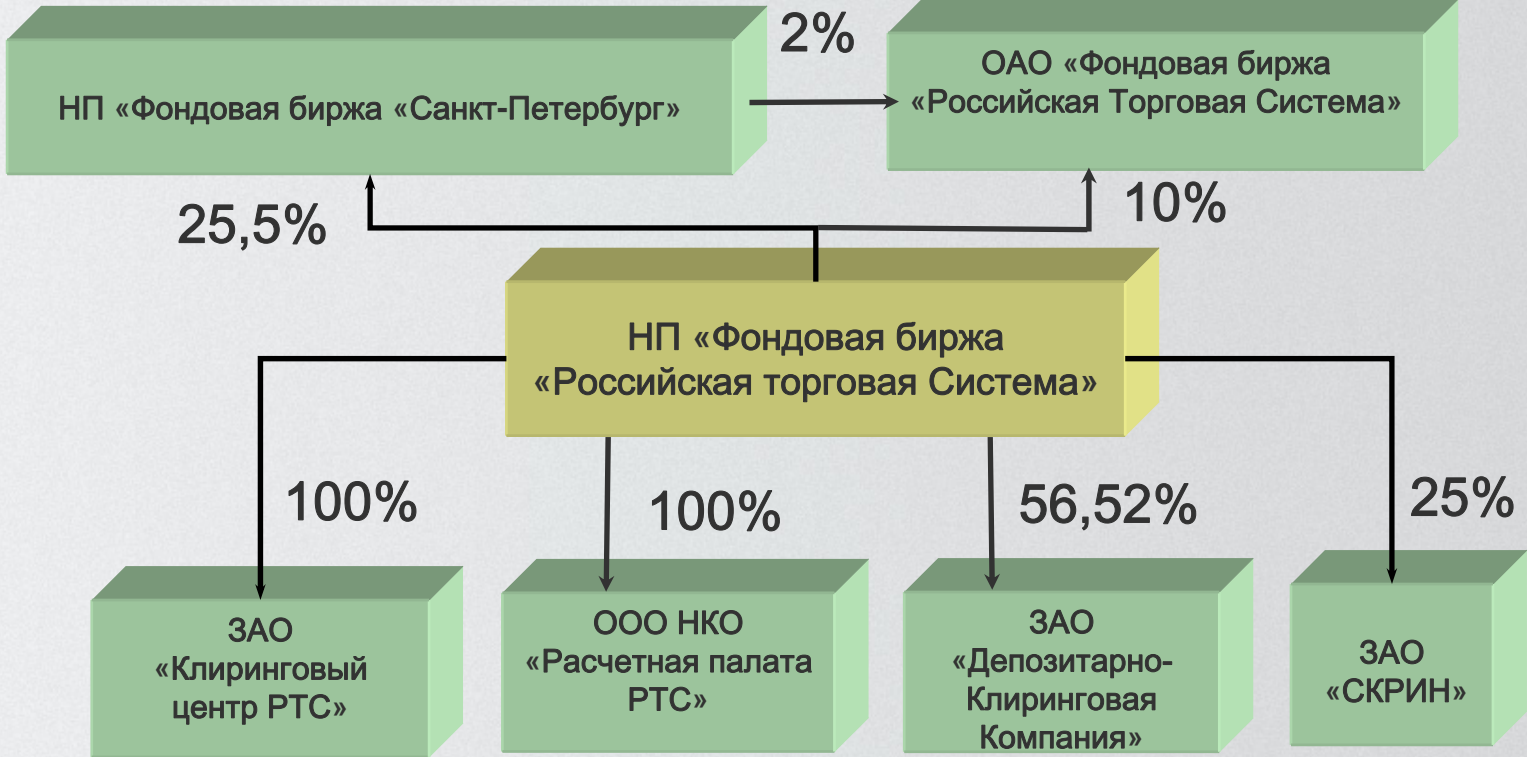 2%
НП «Фондовая биржа «Санкт-Петербург»
ОАО «Фондовая биржа
«Российская Торговая Система»
25,5%
10%
НП «Фондовая биржа
«Российская торговая Система»
100%
100%
56,52%
25%
ЗАО
«Клиринговый
центр РТС»
ООО НКО
«Расчетная палата
РТС»
ЗАО
«Депозитарно-
Клиринговая
Компания»
ЗАО
«СКРИН»